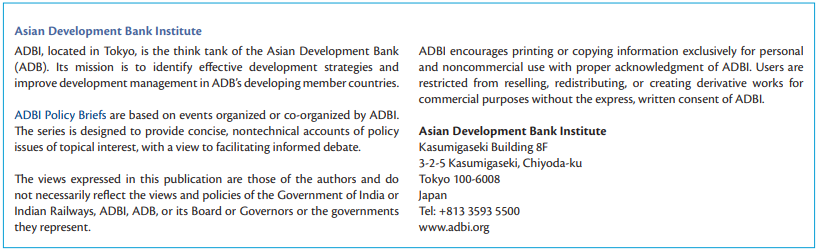 Asian Development Bank Institute
ADBI, located in Tokyo, is the think tank of the Asian Development Bank
(ADB). Its mission is to identify effective development strategies and
improve development management in ADB's developing member countries.
ADBI Policy Briefs are based on events organized or co-organized by ADBI.
The series is designed to provide concise, nontechnical accounts of policy
issues of topical interest, with a view to facilitating informed debate.
The views expressed in this publication are those of the authors and do
not necessarily reflect the views and policies of the Government of India or
Indian Railways, ADBI, ADB, or its Board or Governors or the governments
they represent.
ADBI encourages printing or copying information exclusively for personal
and noncommercial use with proper acknowledgment of ADBI. Users are
restricted from reselling, redistributing, or creating derivative works for
commercial purposes without the express, written consent of ADBI.
Asian Development Bank Institute
Kasumigaseki Building 8F
3-2-5 Kasumigaseki, Chiyoda-ku
Tokyo 100-6008
Japan
Tel: +813 3593 5500
www.adbi.org